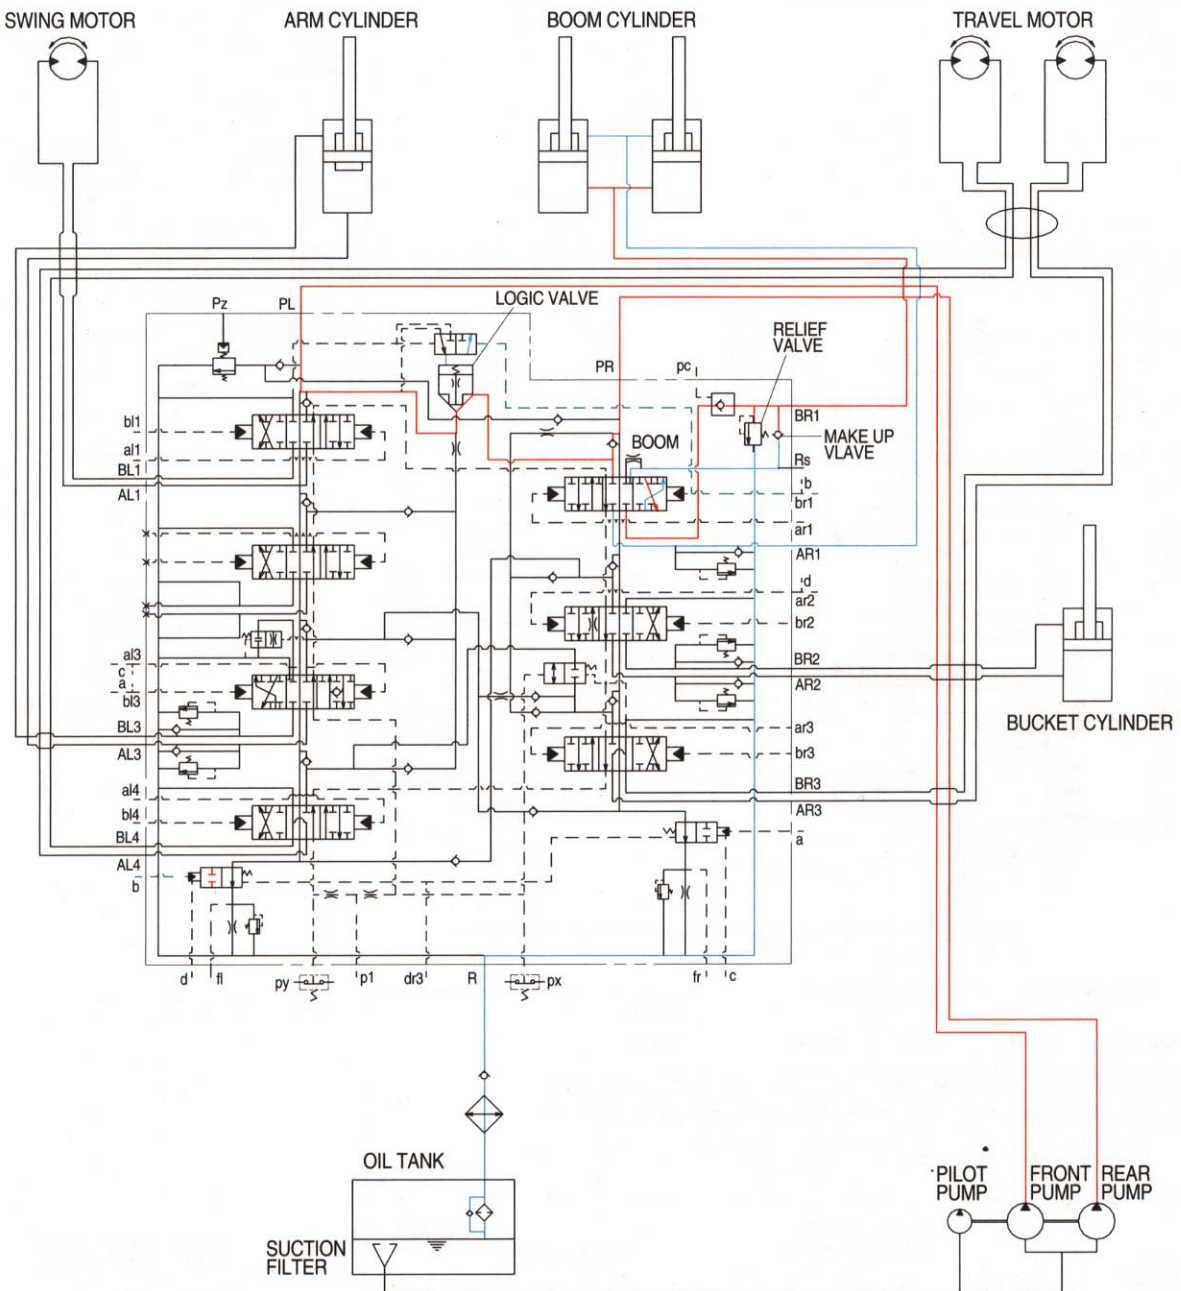 SWING MOTOR
ARM CYLINDER
BOOM CYLINDER
TRAVEL MOTOR
Pz
PL
LOGIC VALVE
RELIEF
VALVE
PR
pc
bl1
al1
BL1
AL1
BOOM
BR1
MAKE UP
VLAVE
Rs
b
br1
ar1
AR1
d
ar2
br2
BR2
AR2
al3
c
a
bl3
BL3
AL3
ar3
br3
BR3
AR3
BUCKET CYLINDER
al4
bl4
BL4
AL4
b
a
d
fl
py
p1
dr3
R
px
fr
c
OIL TANK
SUCTION
FILTER
PILOT
PUMP
FRONT
PUMP
REAR
PUMP